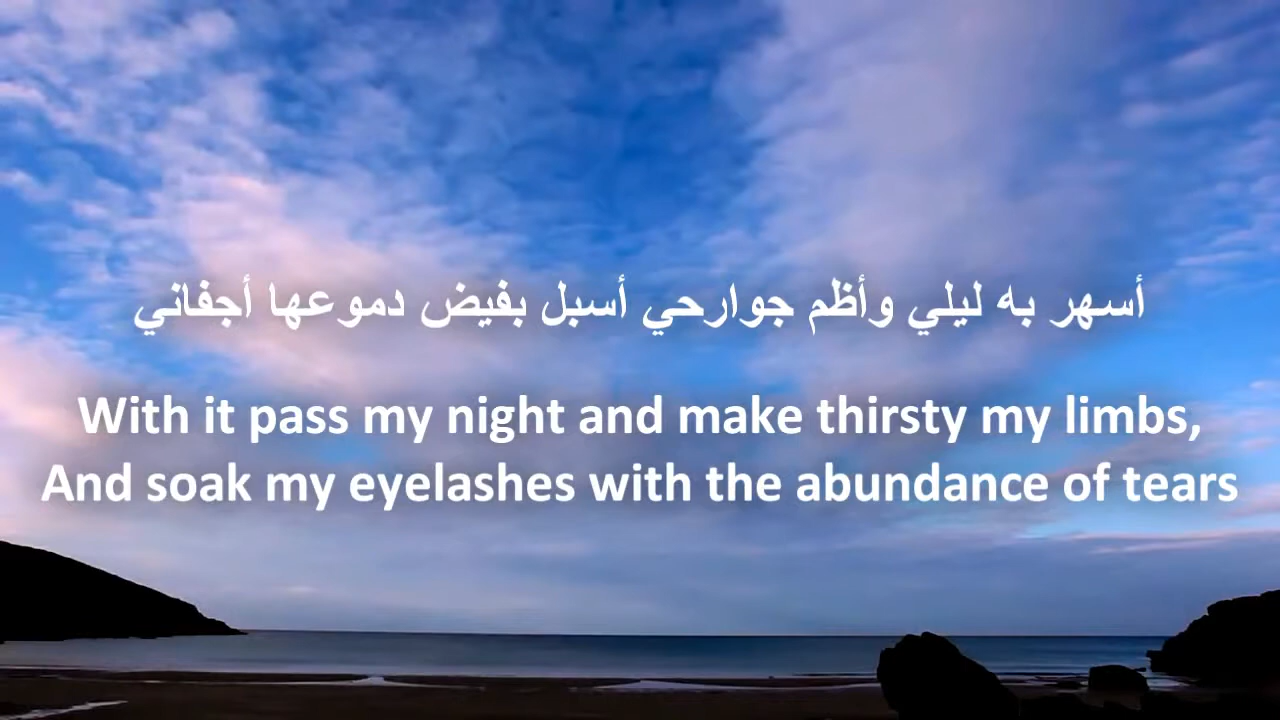 أسهر به ليلي وأظم جوارحي أسبل بفيض دموعها أجفاني
With it pass my night and make thirsty my limbs,
And soak my eyelashes with the abundance of tears